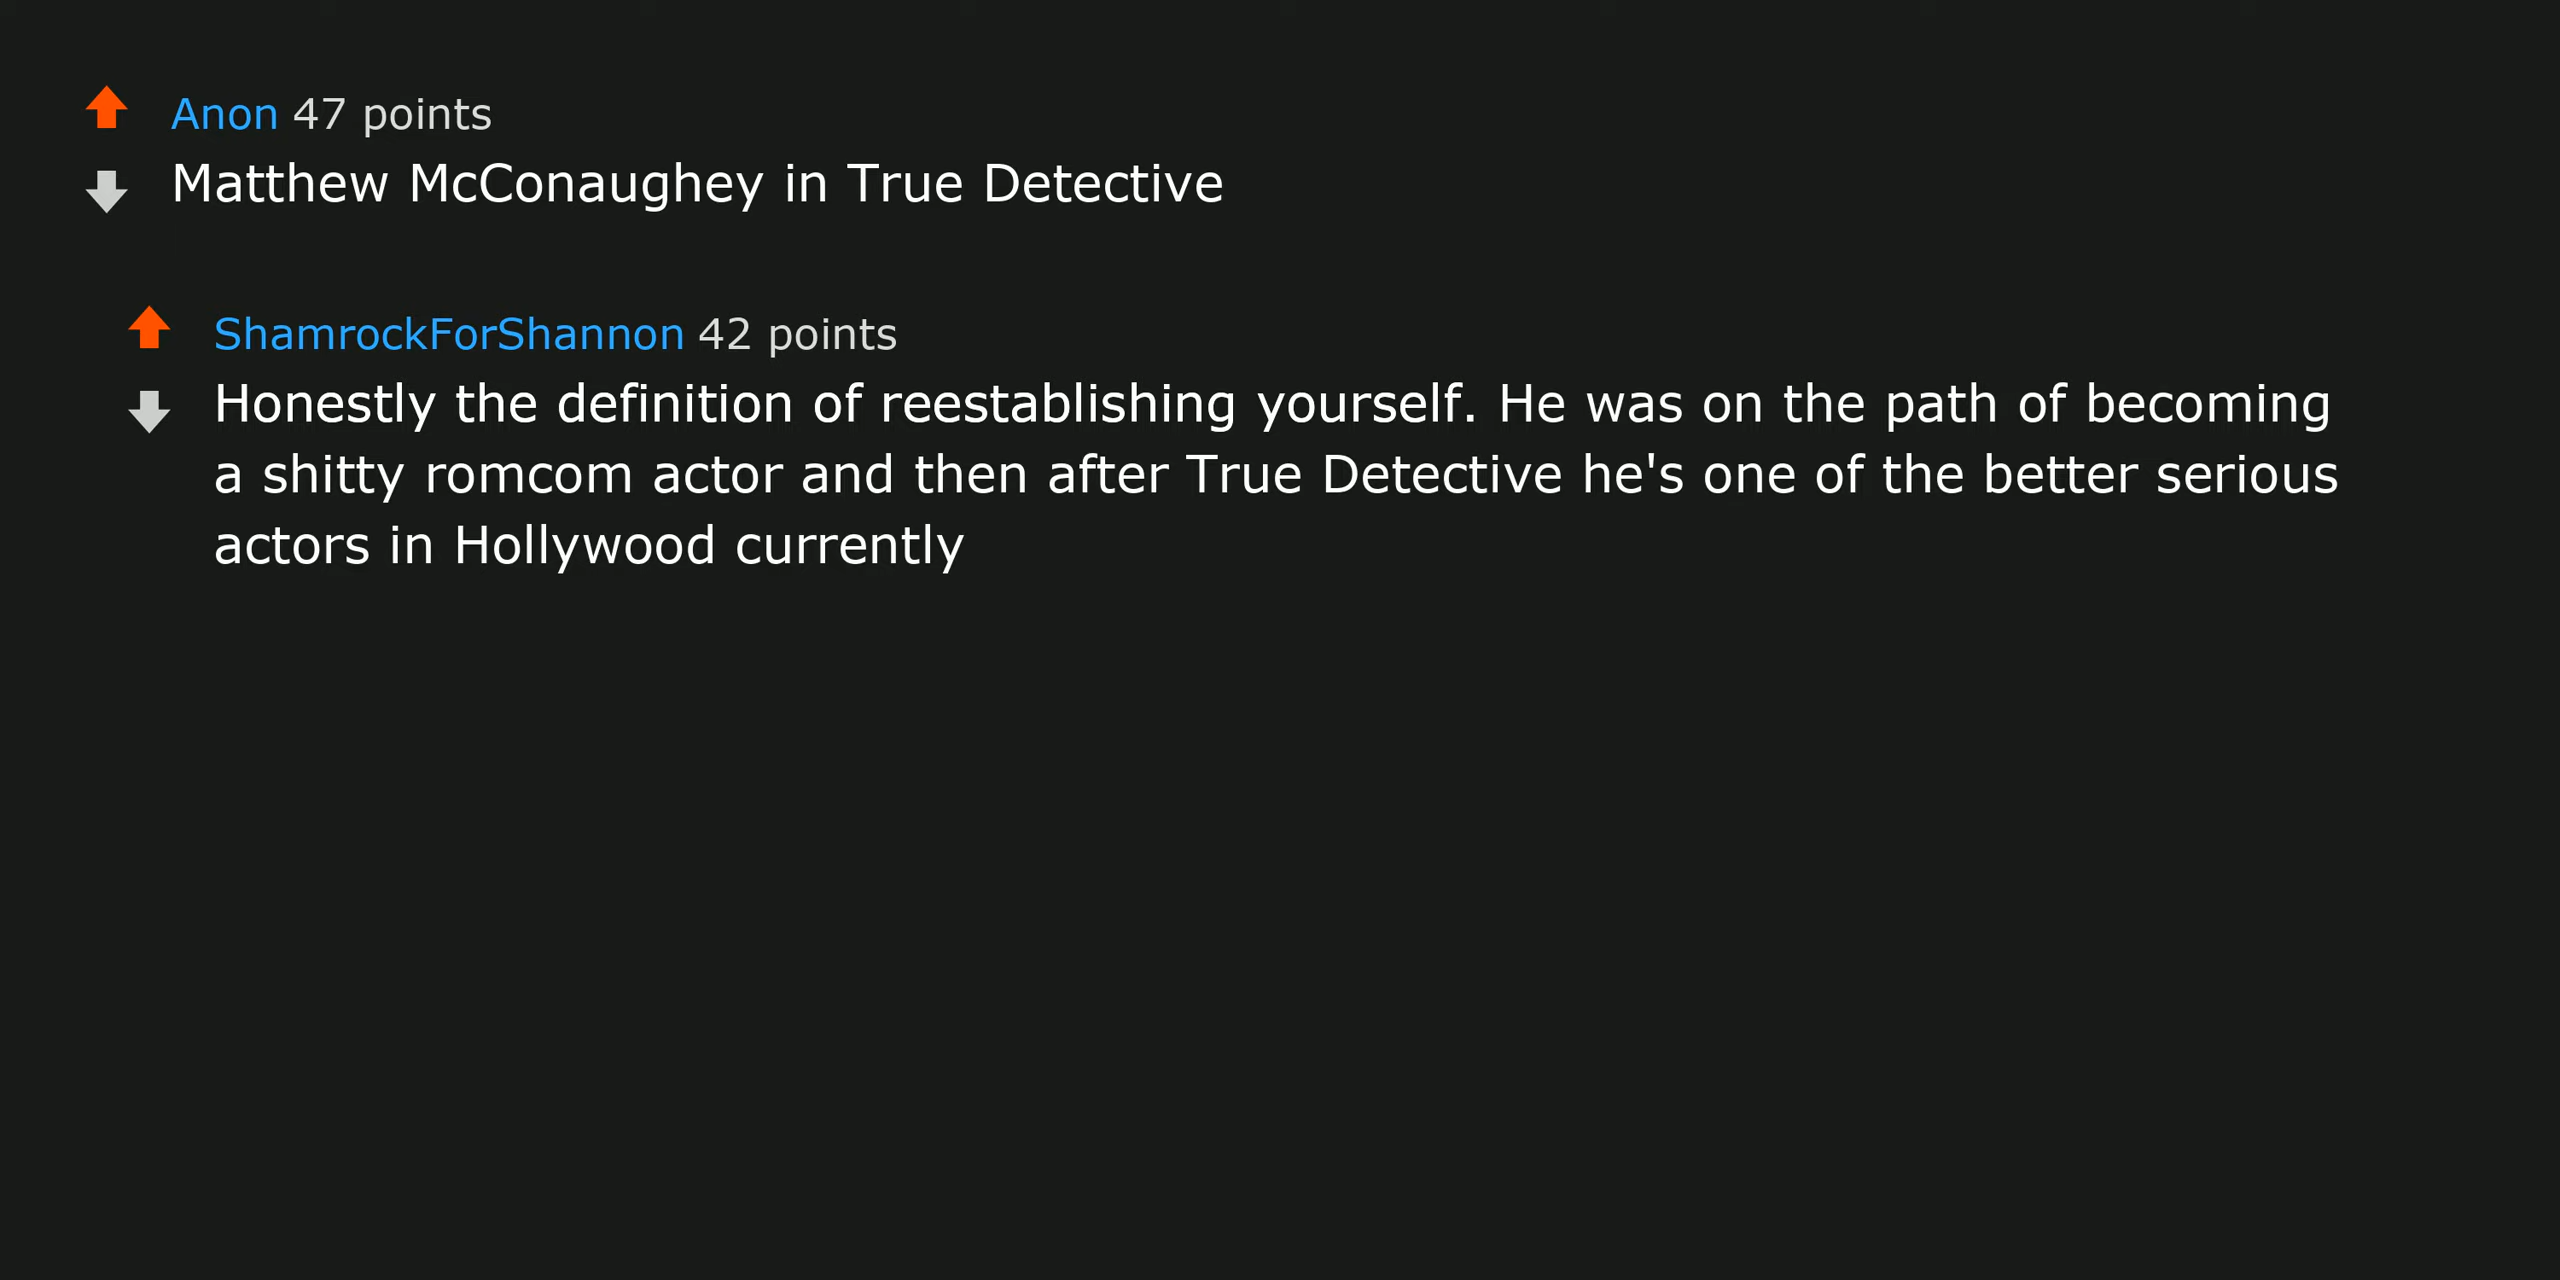 Anon 47 points
Matthew McConaughey in True Detective
ShamrockForShannon 42 points
Honestly the definition of reestablishing yourself. He was on the path of becoming
a shitty romcom actor and then after True Detective he's one of the better serious
actors in Hollywood currently